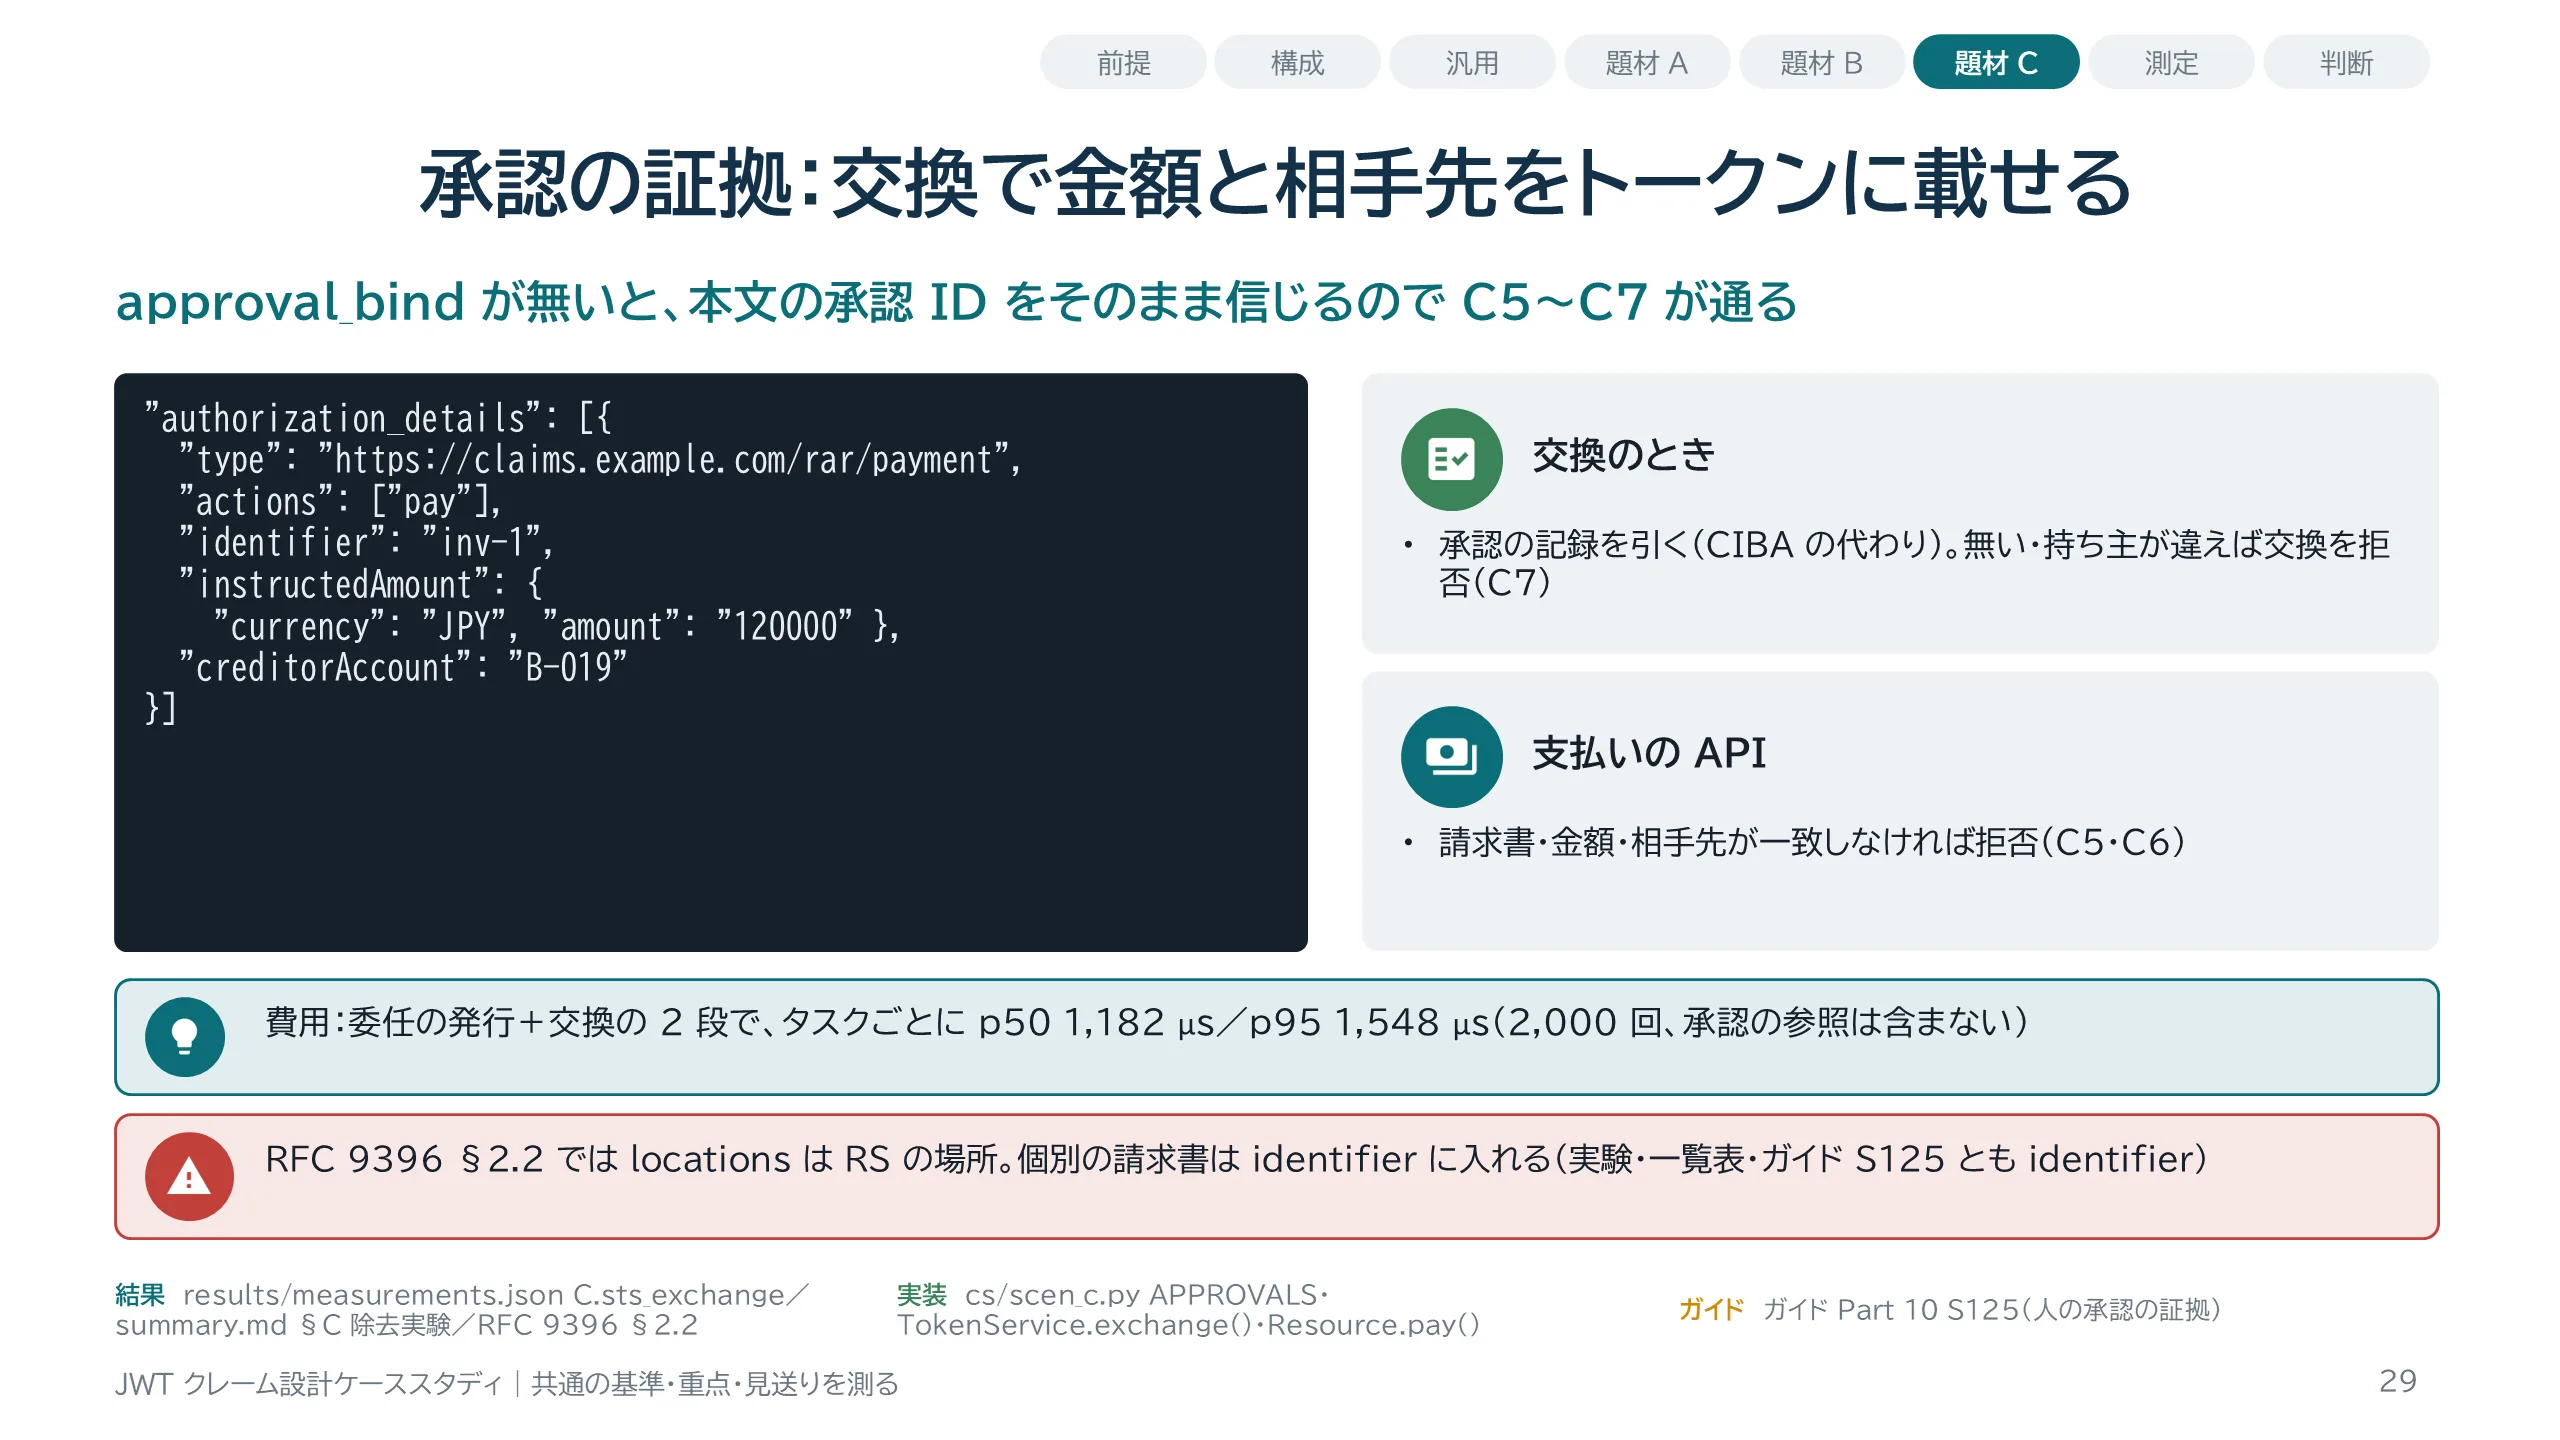 前提
構成
汎用
題材 A
題材 B
題材 C
測定
判断
承認の証拠：交換で金額と相手先をトークンに載せる
approval_bind が無いと、本文の承認 ID をそのまま信じるので C5～C7 が通る
”authorization_details”: [{
”type”: ”https://claims.example.com/rar/payment”,
”actions”: [”pay”],
”identifier”: ”inv-1”,
”instructedAmount”: {
”currency”: ”JPY”, ”amount”: ”120000” },
”creditorAccount”: ”B-019”
}]
交換のとき
• 承認の記録を引く（CIBA の代わり）。無い・持ち主が違えば交換を拒
否（C7）
支払いの API
• 請求書・金額・相手先が一致しなければ拒否（C5・C6）
費用：委任の発行＋交換の 2 段で、タスクごとに p50 1,182 μs／p95 1,548 μs（2,000 回、承認の参照は含まない）
RFC 9396 §2.2 では locations は RS の場所。個別の請求書は identifier に入れる（実験・一覧表・ガイド S125 とも identifier）
結果 results/measurements.json C.sts_exchange／
summary.md §C 除去実験／RFC 9396 §2.2
実装 cs/scen_c.py APPROVALS・
TokenService.exchange()・Resource.pay()
ガイド ガイド Part 10 S125（人の承認の証拠）
JWT クレーム設計ケーススタディ｜共通の基準・重点・見送りを測る
29